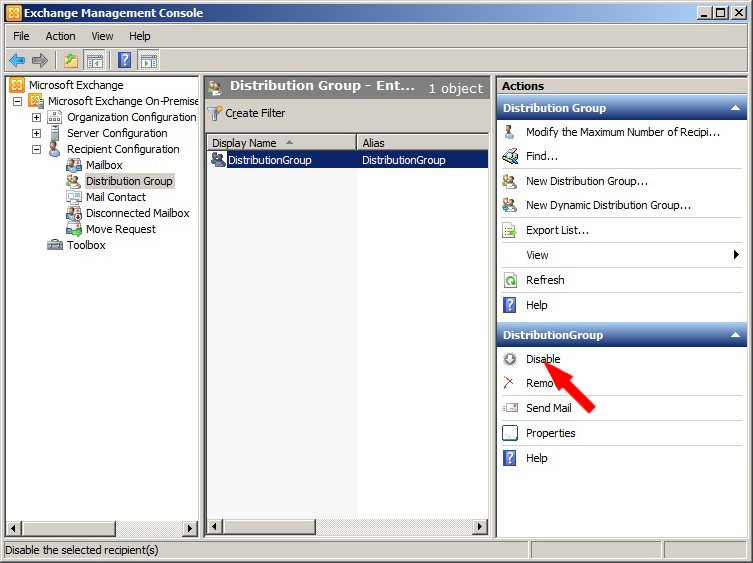 Exchange Management Console
File Action View Help
Microsoft Exchange
Microsoft Exchange On-Premise
Organization Configuration
Server Configuration
Recipient Configuration
Mailbox
Distribution Group
Mail Contact
Disconnected Mailbox
Move Request
Toolbox
Distribution Group - Ent... 1 object
Create Filter
Display Name Alias
DistributionGroup DistributionGroup
Actions
Distribution Group
Modify the Maximum Number of Recipi...
Find...
New Distribution Group...
New Dynamic Distribution Group...
Export List...
View
Refresh
Help
DistributionGroup
Disable
Remo
Send Mail
Properties
Help
Disable the selected recipient(s)